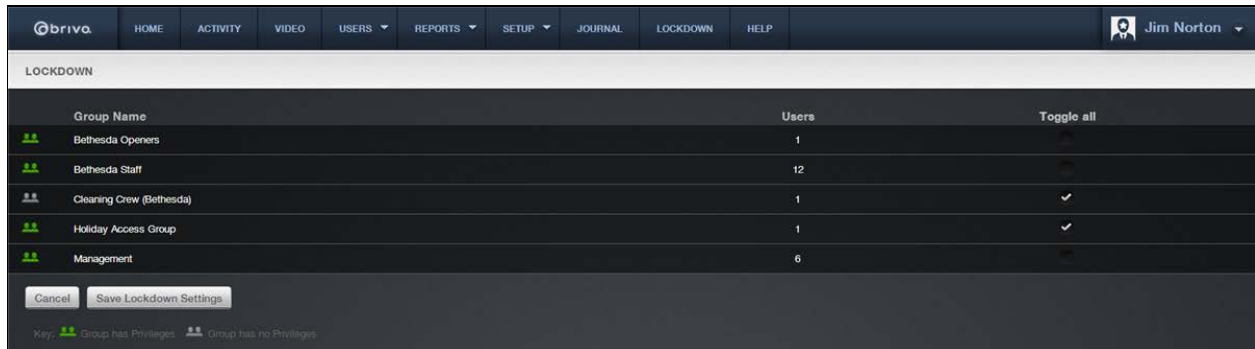 brivo HOME ACTIVITY VIDEO USERS REPORTS SETUP JOURNAL LOCKDOWN HELP Jim Norton
LOCKDOWN
Group Name Users Toggle all
Bethesda Openers 1
Bethesda Staff 12
Cleaning Crew (Bethesda) 1
Holiday Access Group 1
Management 6
Cancel Save Lockdown Settings
Key: Group has Privileges Group has no Privileges